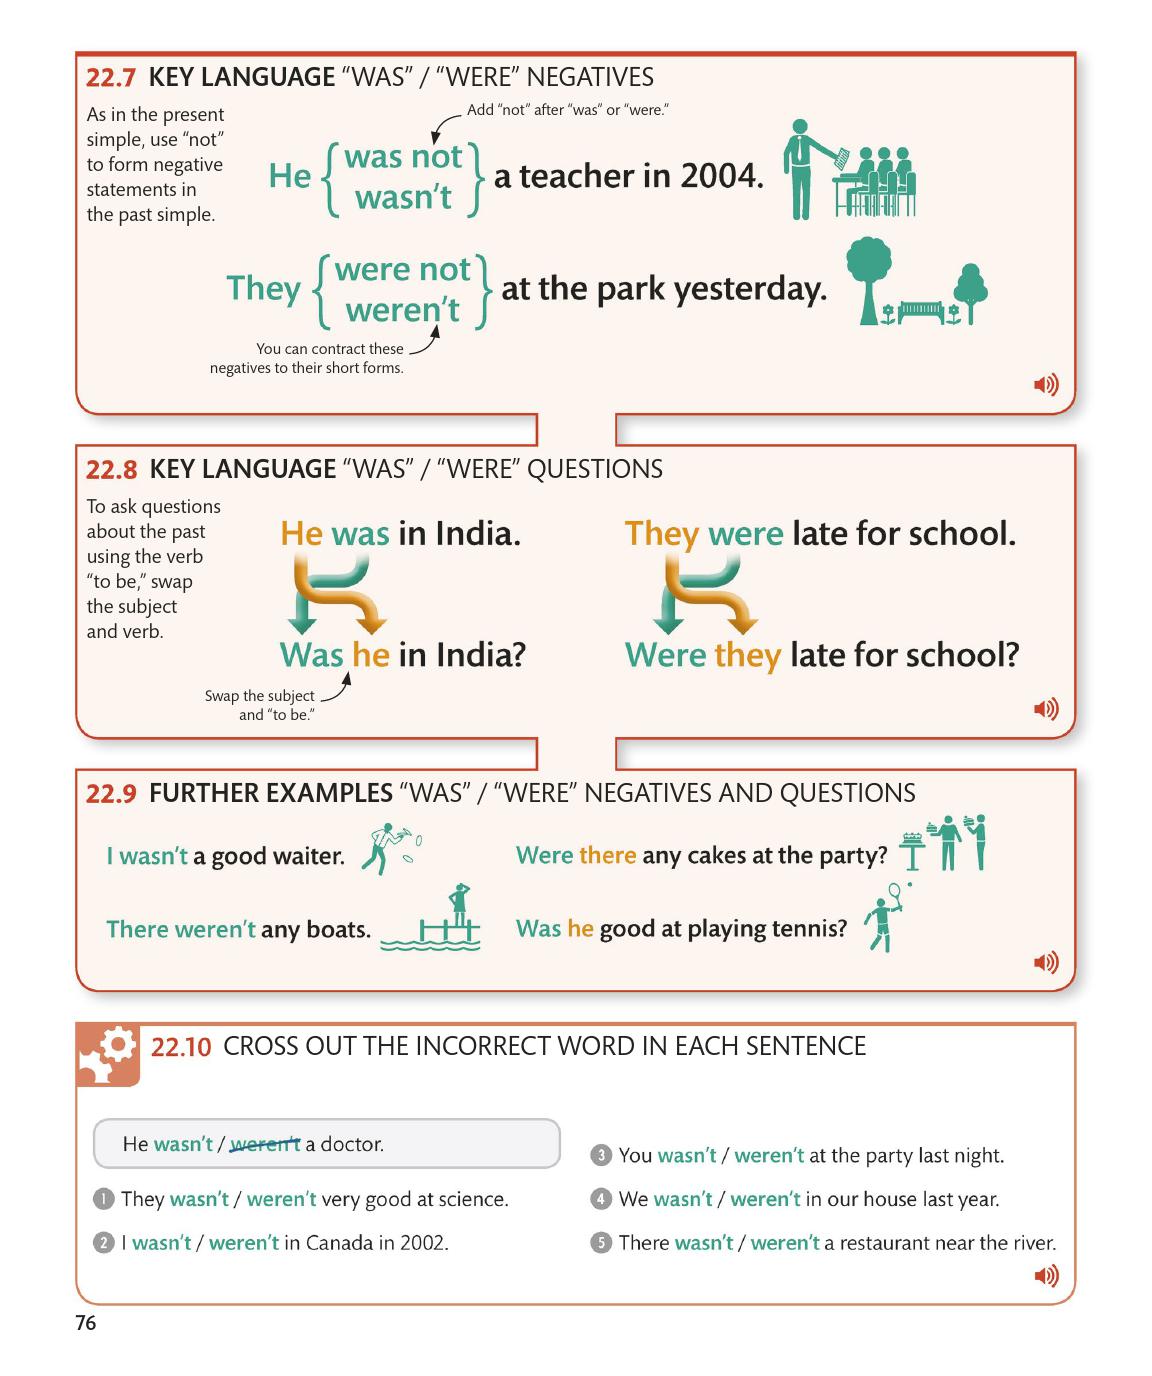 22.7 KEY LANGUAGE “WAS” / “WERE” NEGATIVES
As in the present
simple, use “not”
to form negative
statements in
the past simple.
Add “not” after “was” or “were.”
He { was not
wasn’t } a teacher in 2004.
They { were not
weren’t } at the park yesterday.
You can contract these
negatives to their short forms.
22.8 KEY LANGUAGE “WAS” / “WERE” QUESTIONS
To ask questions
about the past
using the verb
“to be,” swap
the subject
and verb.
He was in India.
Was he in India?
Swap the subject
and “to be.”
They were late for school.
Were they late for school?
22.9 FURTHER EXAMPLES “WAS” / “WERE” NEGATIVES AND QUESTIONS
I wasn’t a good waiter.
There weren’t any boats.
Were there any cakes at the party?
Was he good at playing tennis?
22.10 CROSS OUT THE INCORRECT WORD IN EACH SENTENCE
He wasn’t / weren’t a doctor.
1 They wasn’t / weren’t very good at science.
2 I wasn’t / weren’t in Canada in 2002.
3 You wasn’t / weren’t at the party last night.
4 We wasn’t / weren’t in our house last year.
5 There wasn’t / weren’t a restaurant near the river.
76